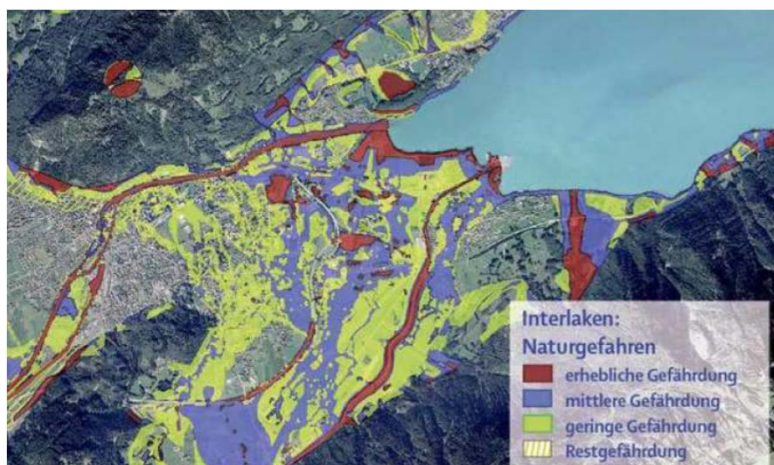 Interlaken:
Naturgefahren
erhebliche Gefährdung
mittlere Gefährdung
geringe Gefährdung
Restgefährdung